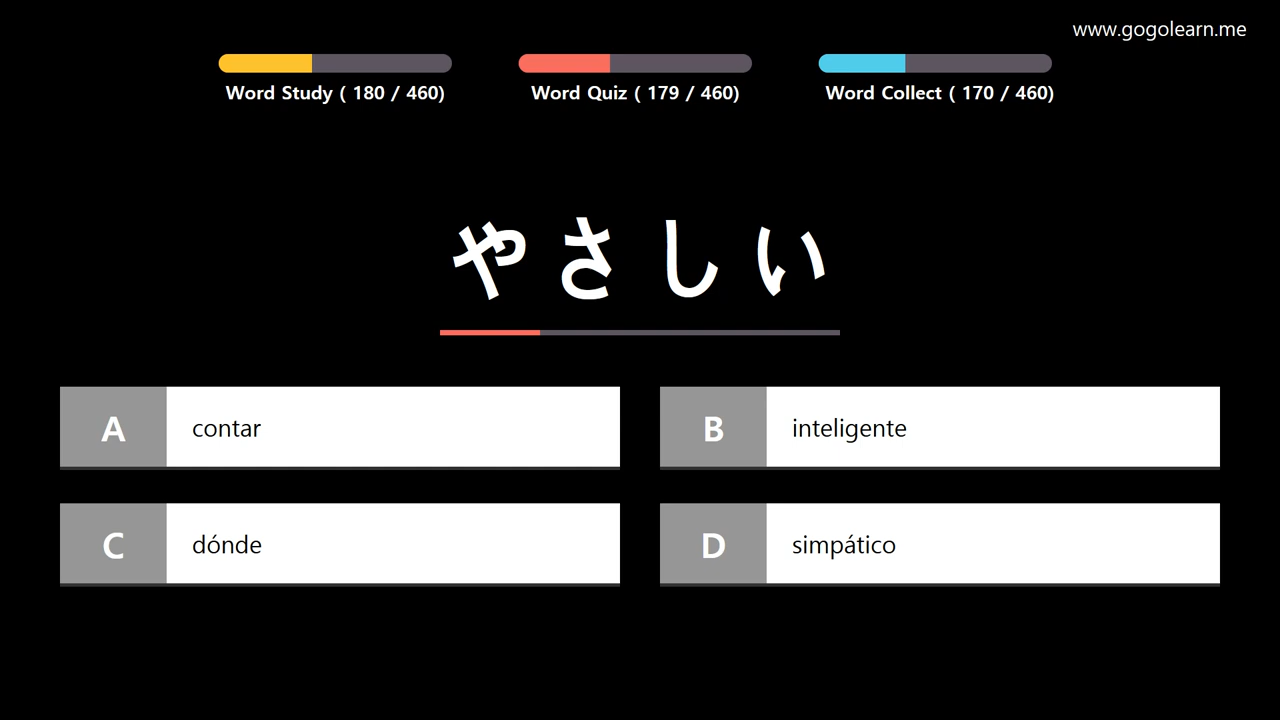 www.gogolearn.me
Word Study ( 180 / 460)
Word Quiz ( 179 / 460)
Word Collect ( 170 / 460)
やさしい
A contar
B inteligente
C dónde
D simpático